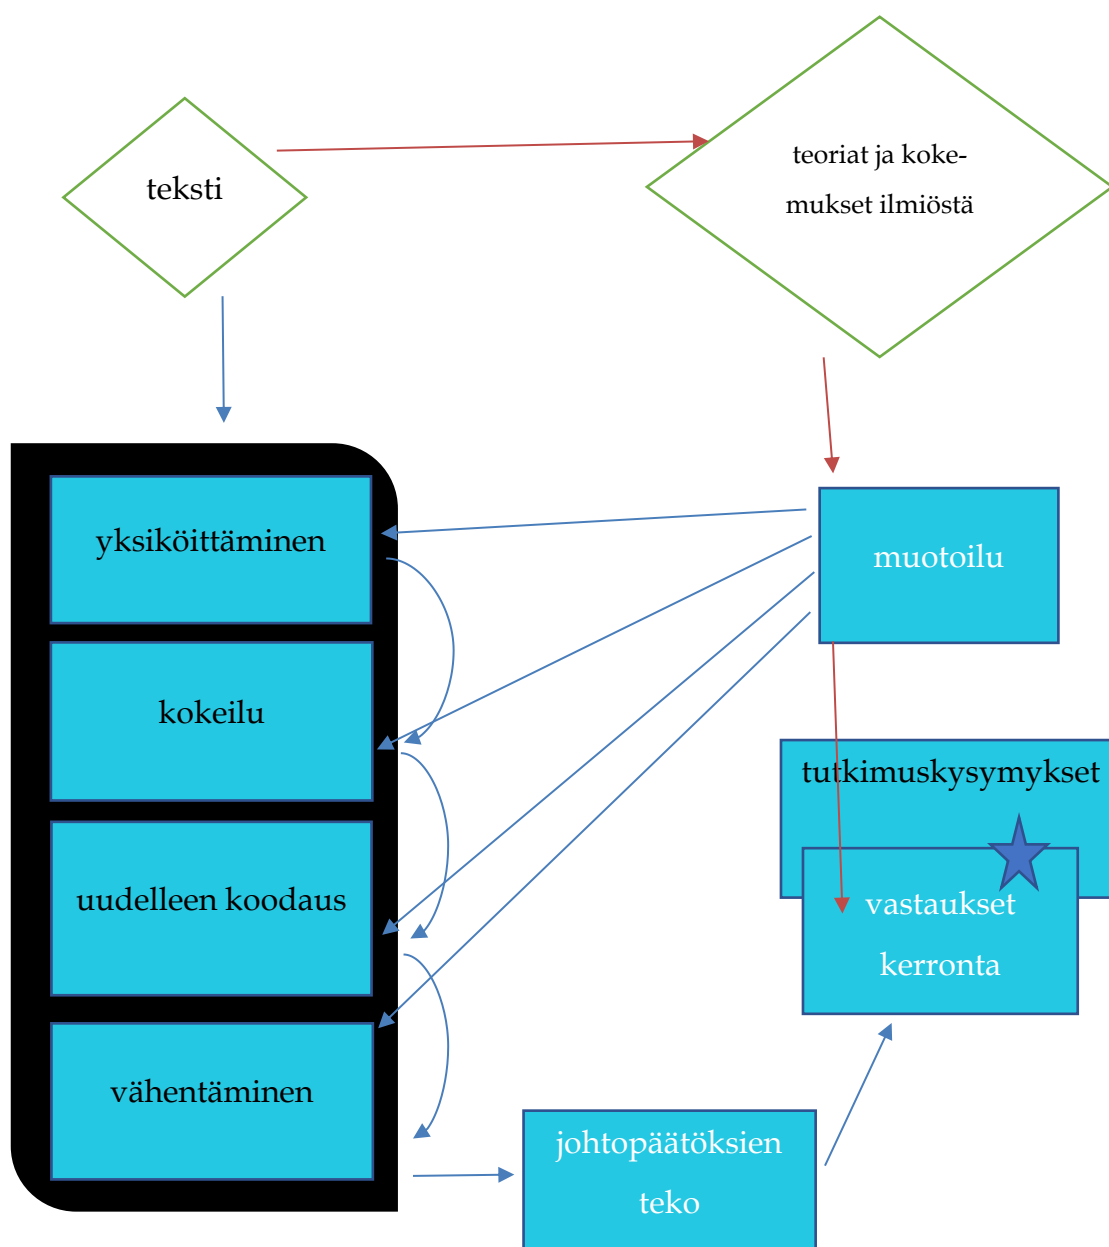 teksti
teoriat ja koke-
mukset ilmiöstä
yksiköittäminen
muotoilu
kokeilu
tutkimuskysymykset
uudelleen koodaus
vastaukset
kerronta
vähentäminen
johtopäätöksien
teko